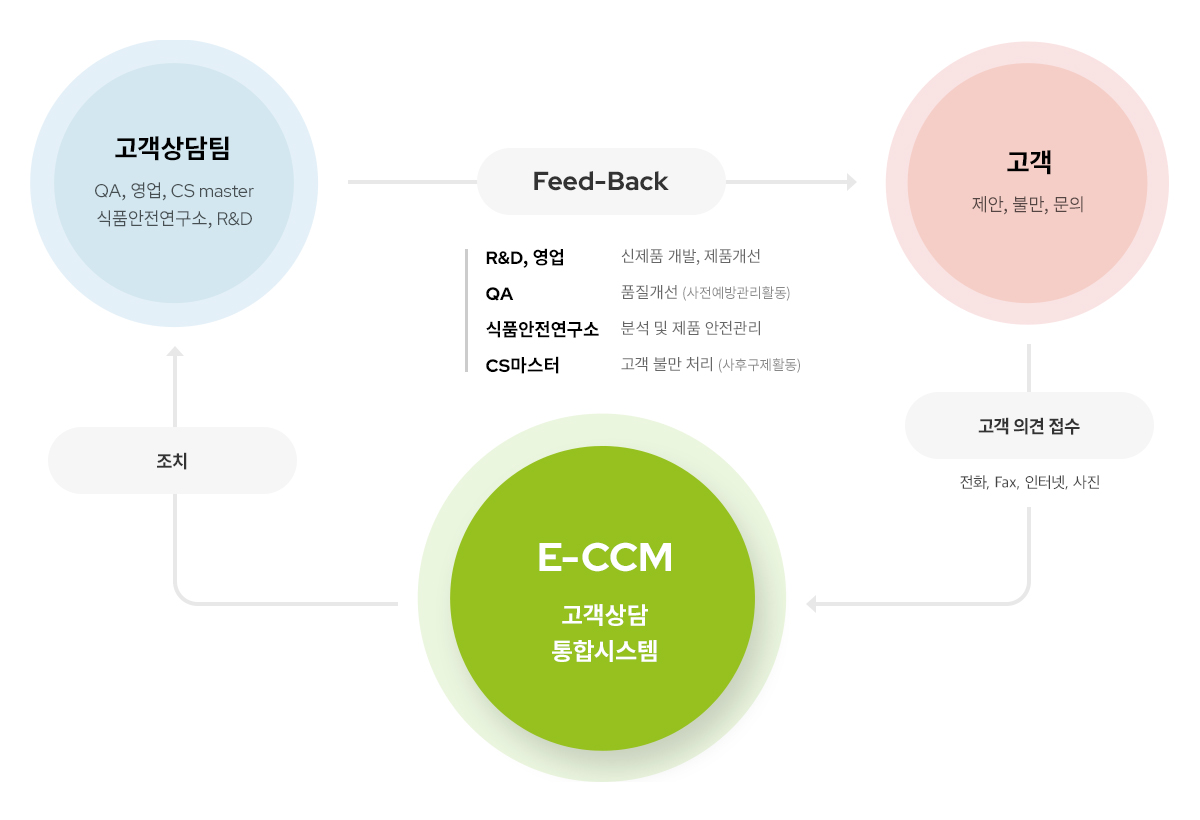 고객상담팀
QA, 영업, CS master
식품안전연구소, R&D
Feed-Back
고객
제안, 불만, 문의
R&D, 영업 신제품 개발, 제품개선
QA 품질개선 (사전예방관리활동)
식품안전연구소 분석 및 제품 안전관리
CS마스터 고객 불만 처리 (사후구제활동)
고객 의견 접수
전화, Fax, 인터넷, 사진
조치
E-CCM
고객상담
통합시스템